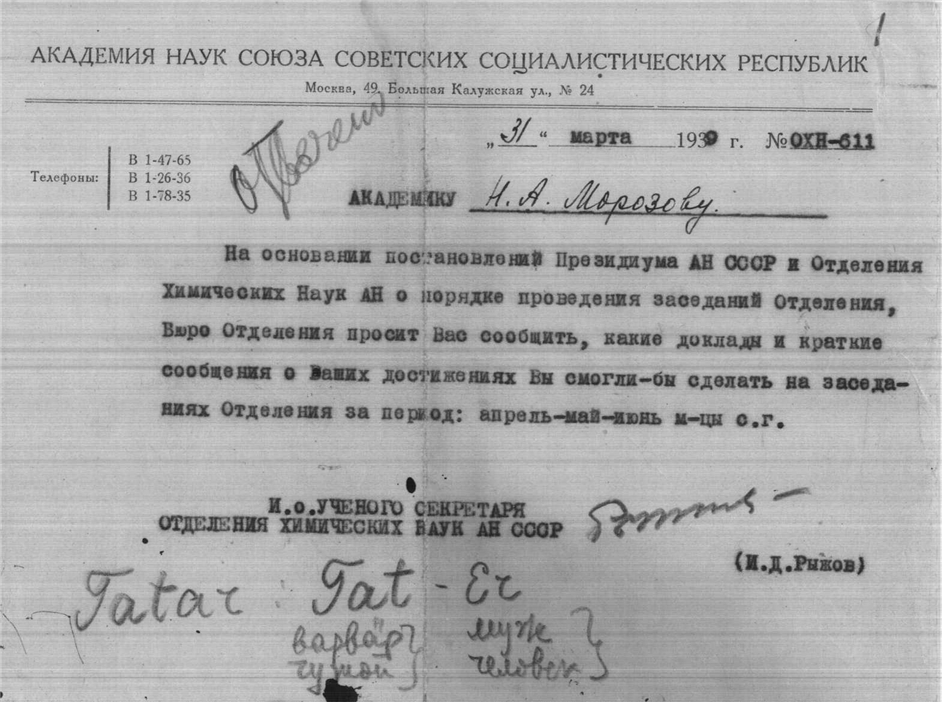 1
АКАДЕМИЯ НАУК СОЮЗА СОВЕТСКИХ СОЦИАЛИСТИЧЕСКИХ РЕСПУБЛИК
Москва, 49, Большая Калужская ул., № 24
отвечено
„31“ марта 1939 г. № ОХН-611
Телефоны:
В 1-47-65
В 1-26-36
В 1-78-35
АКАДЕМИКУ Н. А. Морозову.
На основании постановлений Президиума АН СССР и Отделения
Химических Наук АН о порядке проведения заседаний Отделения,
Бюро Отделения просит Вас сообщить, какие доклады и краткие
сообщения о Ваших достижениях Вы смогли-бы сделать на заседа-
ниях Отделения за период: апрель-май-июнь м-цы с.г.
И.о.УЧЕНОГО СЕКРЕТАРЯ
ОТДЕЛЕНИЯ ХИМИЧЕСКИХ НАУК АН СССР
(И.Д.Рыжов)
Tatar : Tat - Er
варвар } муж }
чужой } человек }